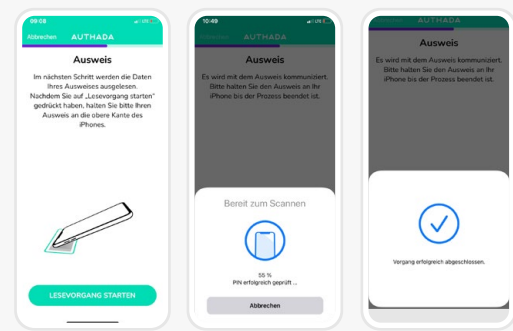 09:08
Abbrechen AUTHADA
Ausweis
Im nächsten Schritt werden die Daten
Ihres Ausweises ausgelesen.
Nachdem Sie auf „Lesevorgang starten“
gedrückt haben, halten Sie bitte Ihren
Ausweis an die obere Kante des
iPhones.
LESEVORGANG STARTEN
10:49
AUTHADA
Ausweis
Es wird mit dem Ausweis kommuniziert.
Bitte halten Sie den Ausweis an Ihr
iPhone bis der Prozess beendet ist.
Bereit zum Scannen
55 %
PIN erfolgreich geprüft ...
Abbrechen
AUTHADA
Ausweis
Es wird mit dem Ausweis kommuniziert.
Bitte halten Sie den Ausweis an Ihr
iPhone bis der Prozess beendet ist.
Vorgang erfolgreich abgeschlossen.